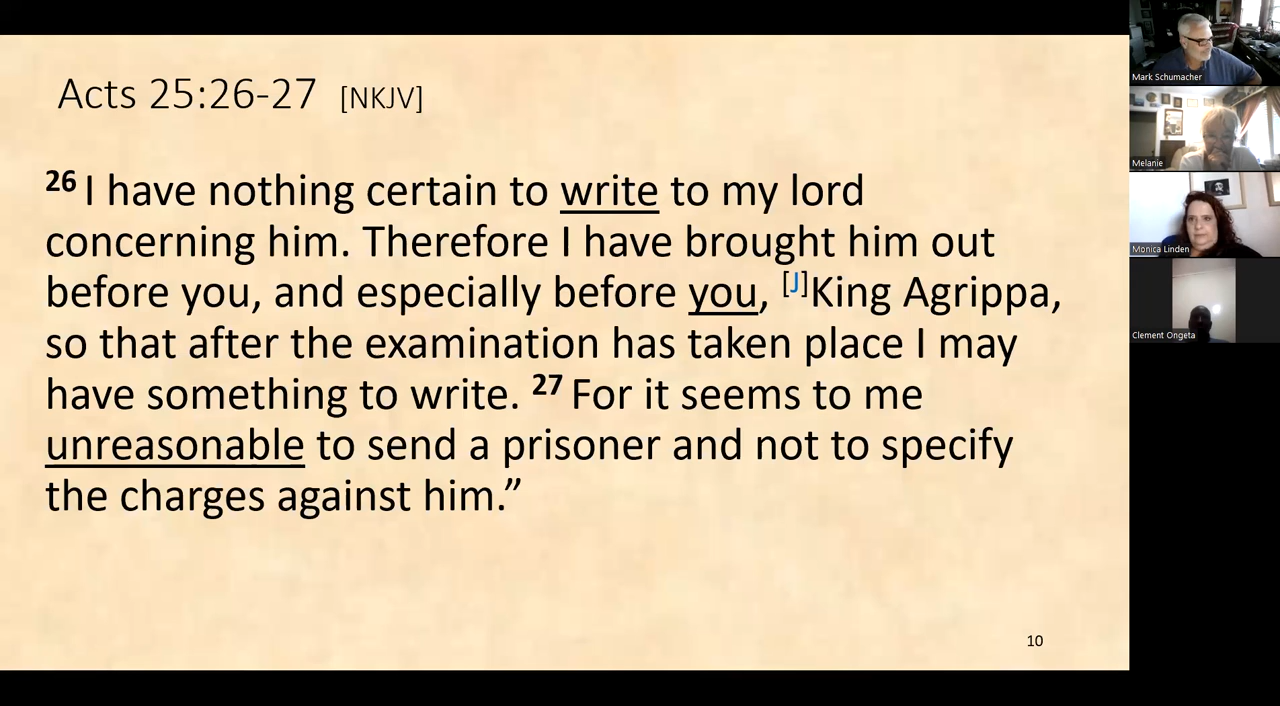 Acts 25:26-27 [NKJV]
26 I have nothing certain to write to my lord
concerning him. Therefore I have brought him out
before you, and especially before you, [J]King Agrippa,
so that after the examination has taken place I may
have something to write. 27 For it seems to me
unreasonable to send a prisoner and not to specify
the charges against him.”
10
Mark Schumacher
Melanie
Monica Linden
Clement Ongeta